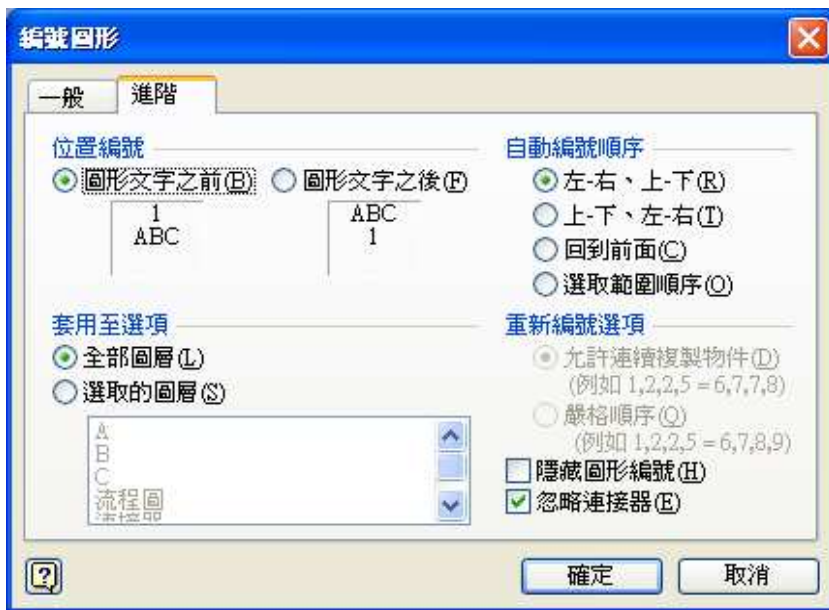 編號圖形
一般
進階
位置編號
圖形文字之前(B)
圖形文字之後(F)
1
ABC
ABC
1
自動編號順序
左-右、上-下(R)
上-下、左-右(T)
回到前面(C)
選取範圍順序(O)
套用至選項
全部圖層(L)
選取的圖層(S)
A
B
C
流程圖
連接器
重新編號選項
允許連續複製物件(D)
(例如 1,2,2,5 = 6,7,7,8)
嚴格順序(Q)
(例如 1,2,2,5 = 6,7,8,9)
隱藏圖形編號(H)
忽略連接器(E)
?
確定
取消